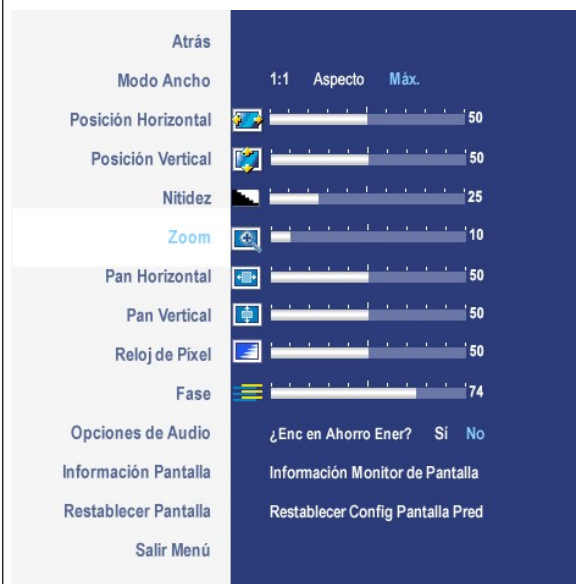 Atrás
Modo Ancho 1:1 Aspecto Máx.
Posición Horizontal 50
Posición Vertical 50
Nitidez 25
Zoom 10
Pan Horizontal 50
Pan Vertical 50
Reloj de Píxel 50
Fase 74
Opciones de Audio ¿Enc en Ahorro Ener? Sí No
Información Pantalla Información Monitor de Pantalla
Restablecer Pantalla Restablecer Config Pantalla Pred
Salir Menú